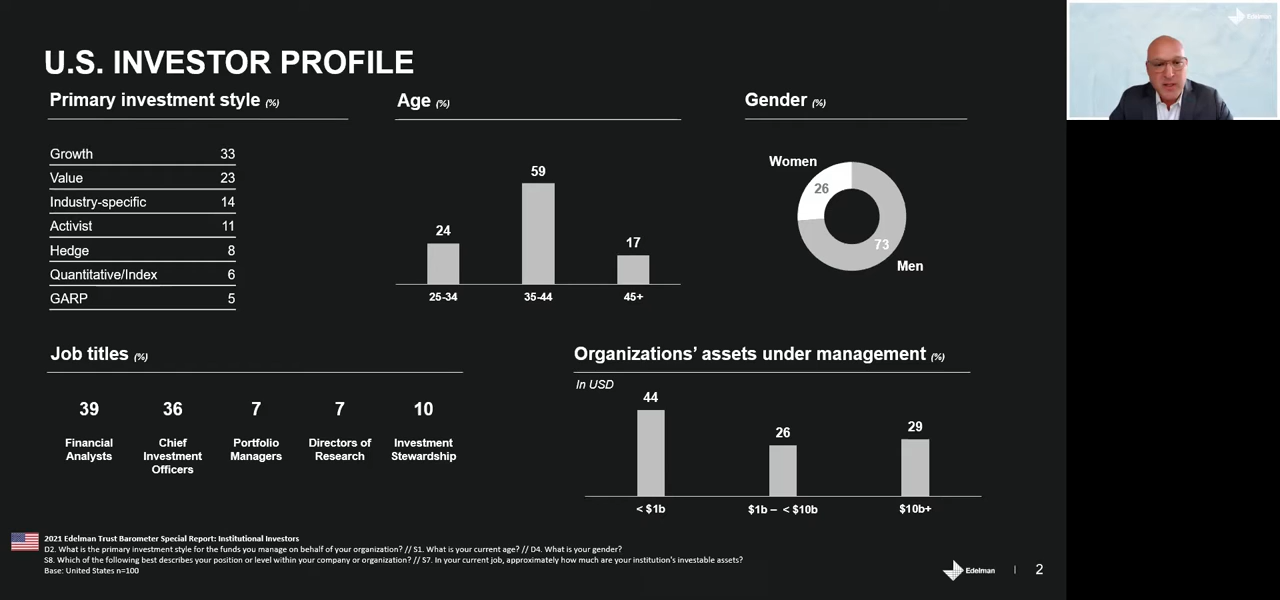 U.S. INVESTOR PROFILE
Primary investment style (%)
Growth 33
Value 23
Industry-specific 14
Activist 11
Hedge 8
Quantitative/Index 6
GARP 5
Age (%)
24
59
17
25-34
35-44
45+
Gender (%)
Women
26
73
Men
Job titles (%)
39
36
7
7
10
Financial
Analysts
Chief
Investment
Officers
Portfolio
Managers
Directors of
Research
Investment
Stewardship
Organizations’ assets under management (%)
In USD
44
26
29
< $1b
$1b – < $10b
$10b+
2021 Edelman Trust Barometer Special Report: Institutional Investors
D2. What is the primary investment style for the funds you manage on behalf of your organization? // S1. What is your current age? // D4. What is your gender?
S8. Which of the following best describes your position or level within your company or organization? // S7. In your current job, approximately how much are your institution's investable assets?
Base: United States n=100
Edelman
2
Edelman